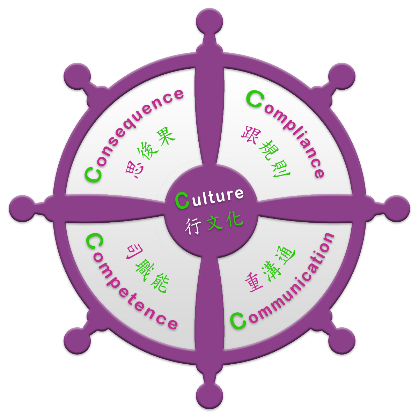 Consequence
思俊果
Compliance
跟規則
Culture
行文化
Competence
司職能
Communication
重溝通